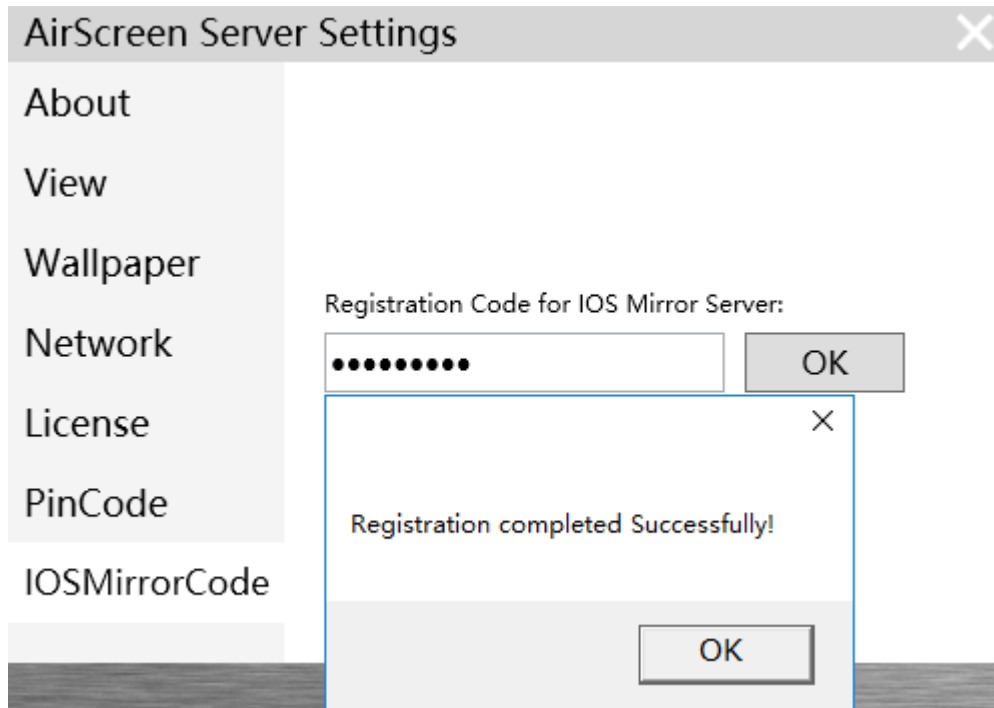 AirScreen Server Settings
About
View
Wallpaper
Network
License
PinCode
IOSMirrorCode
Registration Code for IOS Mirror Server:
•••••••••
OK
Registration completed Successfully!
OK